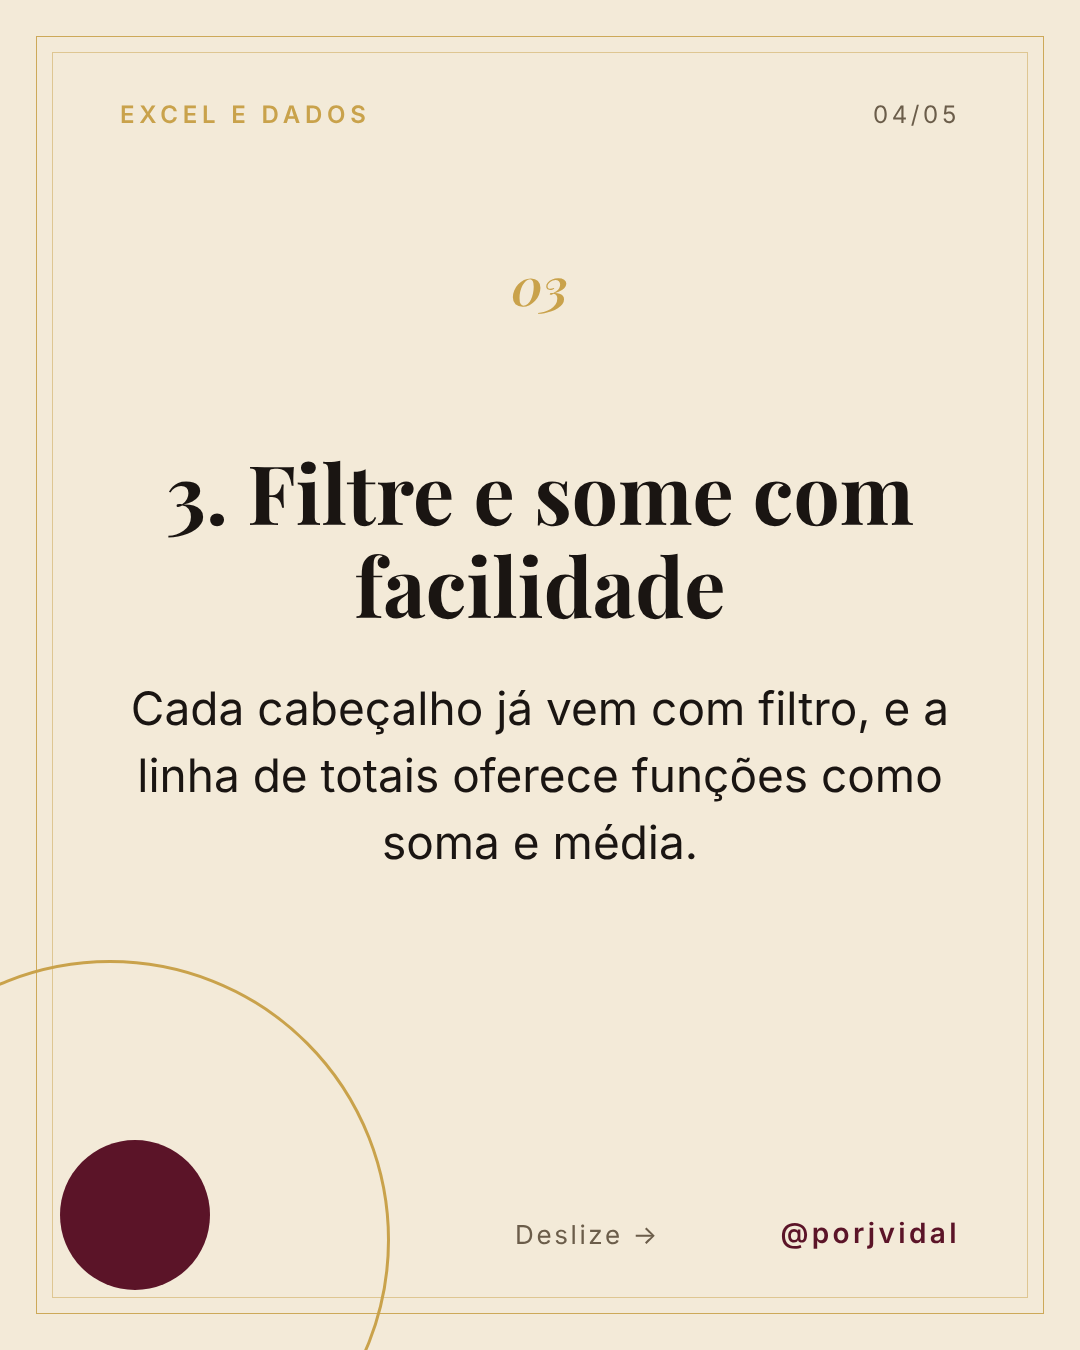 EXCEL E DADOS
04/05
03
3. Filtre e some com
facilidade
Cada cabeçalho já vem com filtro, e a
linha de totais oferece funções como
soma e média.
Deslize →
@porjvidal